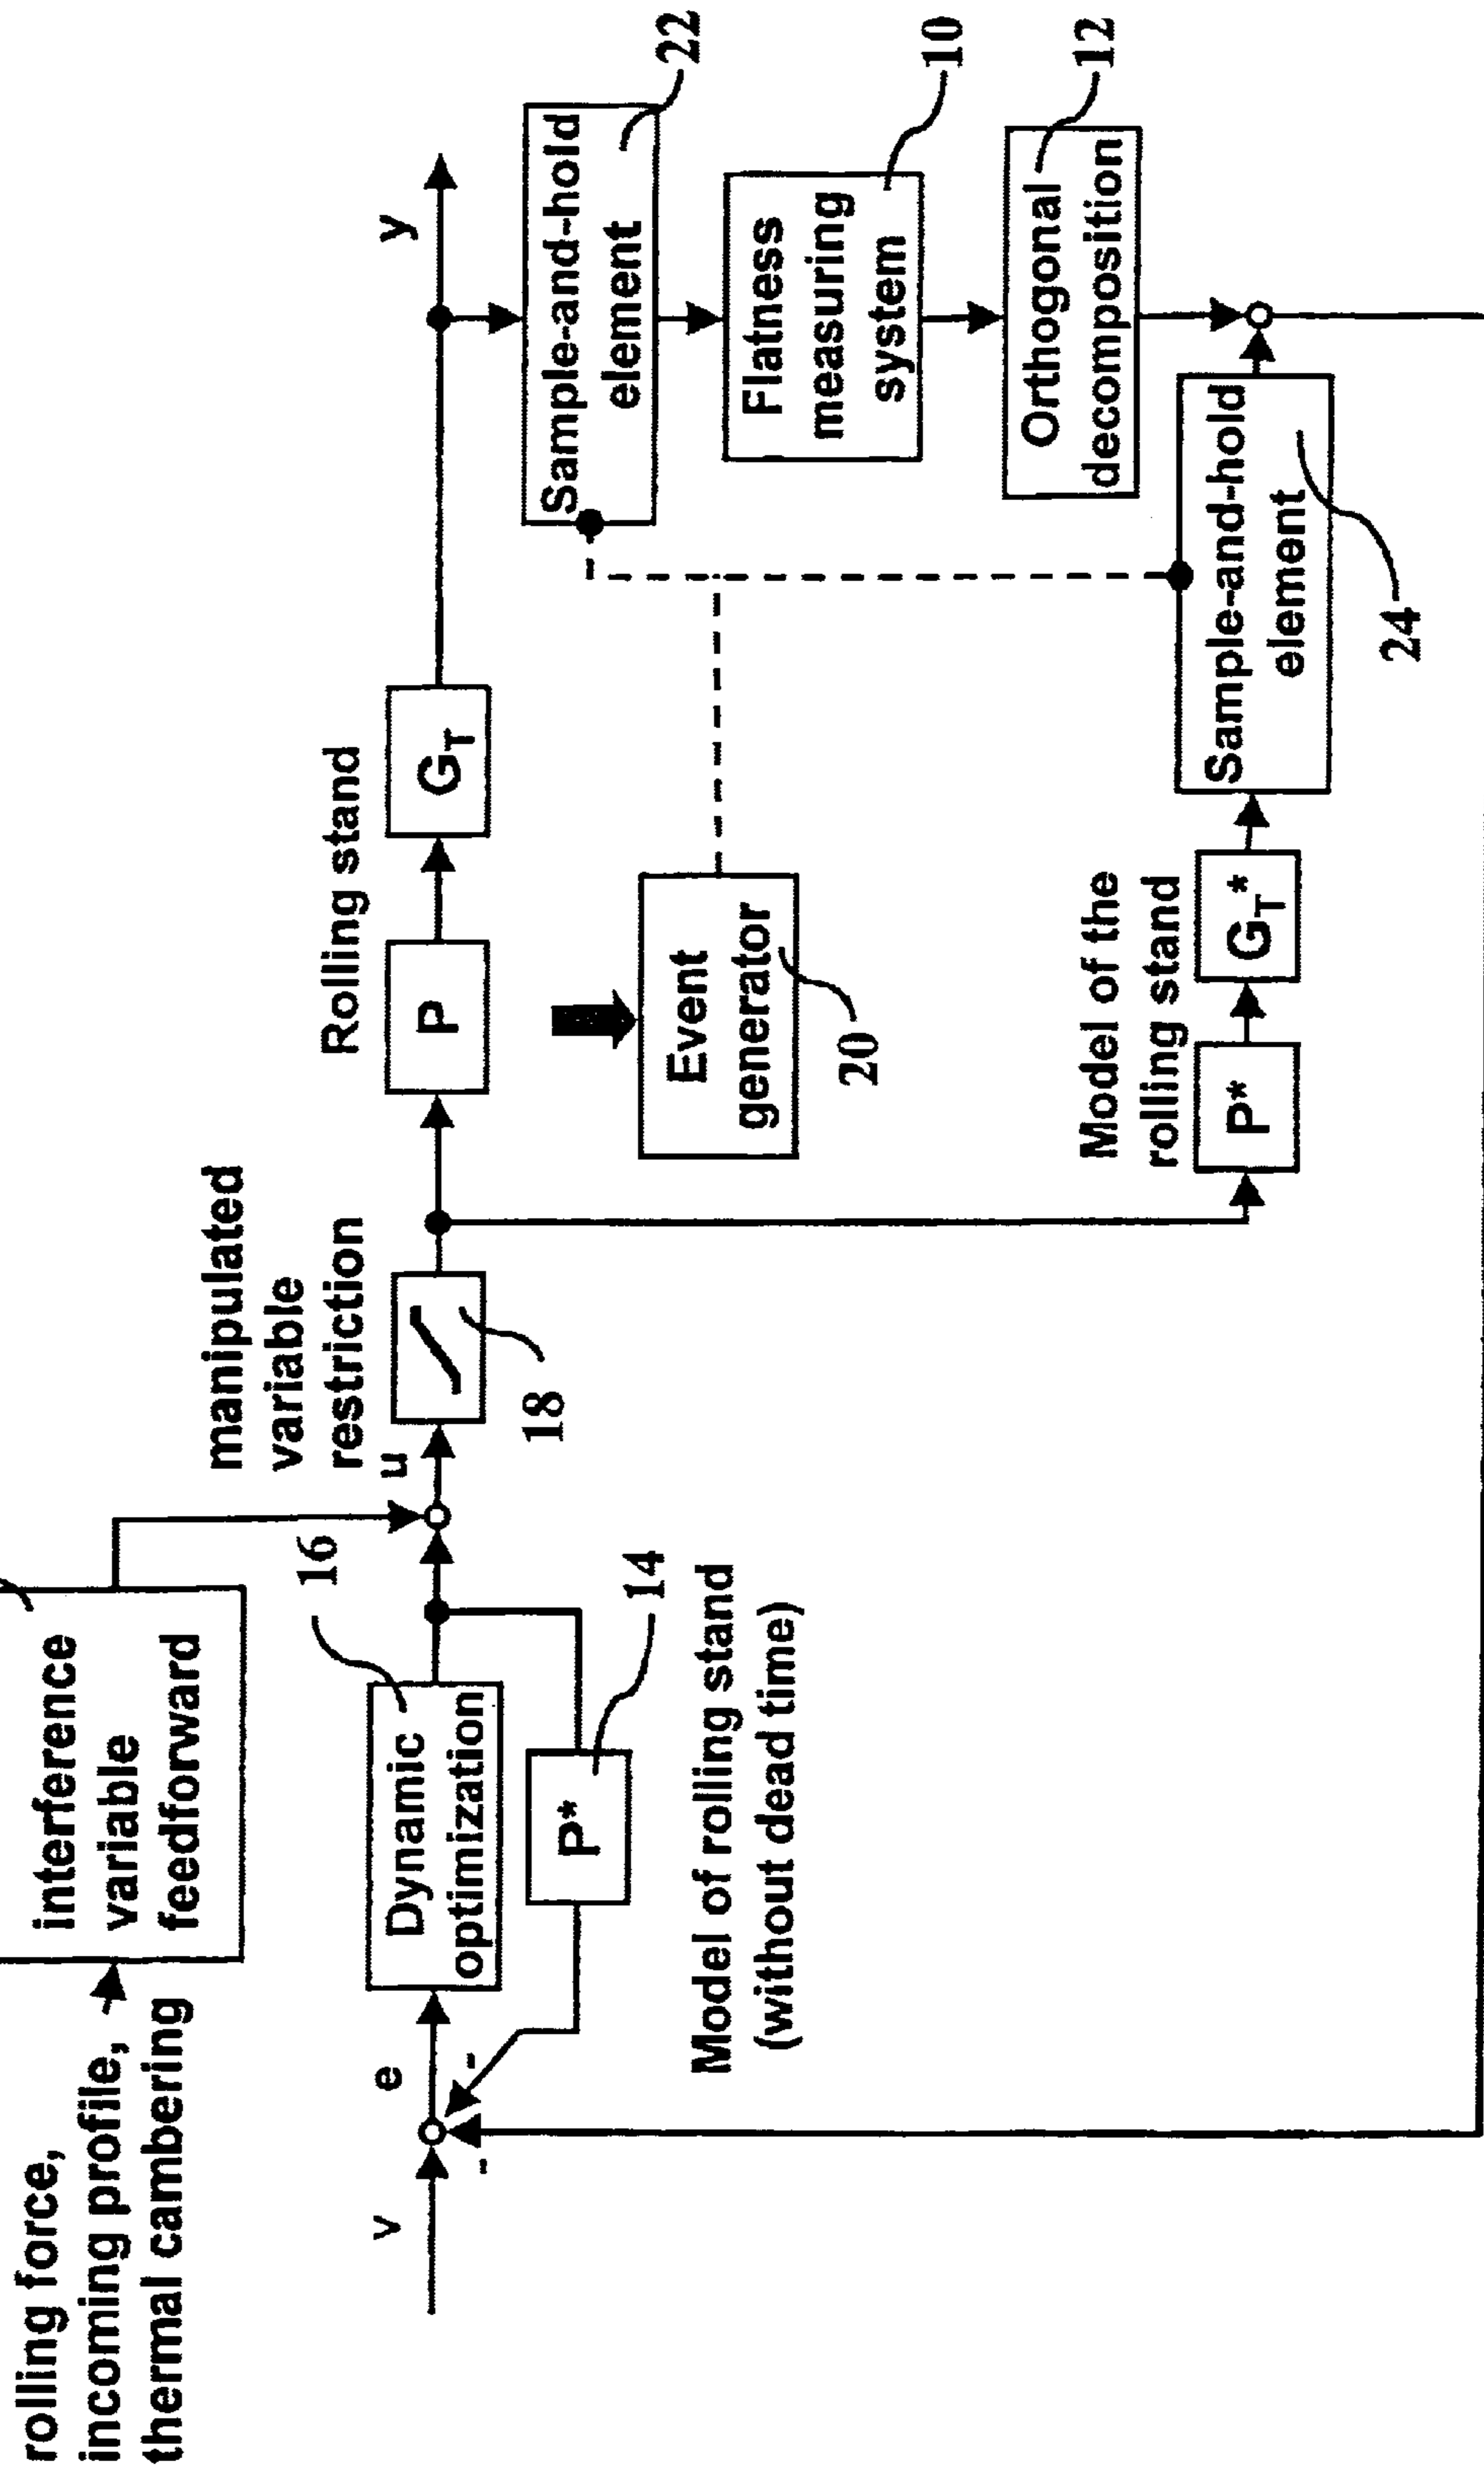 rolling force,
incoming profile,
thermal cambering
interference
variable
feedforward
manipulated
variable
restriction
u
18
Rolling stand
P
GT
y
v
e
-
-
Dynamic
optimization
16
P*
14
Model of rolling stand
(without dead time)
Event
generator
20
Sample-and-hold
element
22
Flatness
measuring
system
10
Orthogonal
decomposition
12
Model of the
rolling stand
P*
GT*
Sample-and-hold
element
24